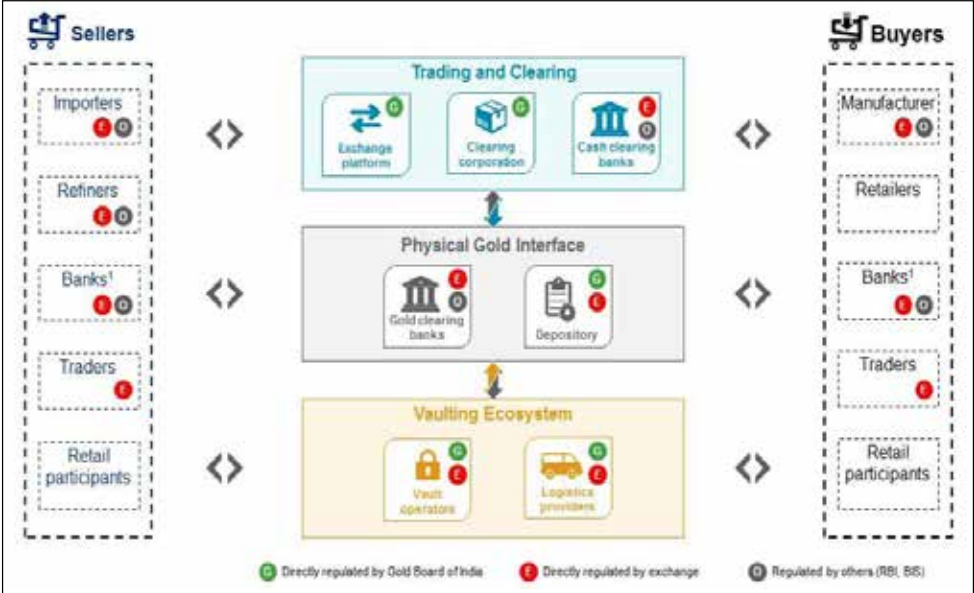 Sellers
Importers
E O
Refiners
E O
Banks¹
E O
Traders
E
Retail
participants
Trading and Clearing
G
Exchange
platform
G
Clearing
corporation
E
O
Cash clearing
banks
Physical Gold Interface
E
O
Gold clearing
banks
G
E
Depository
Vaulting Ecosystem
G
E
Vault
operators
G
E
Logistics
providers
Buyers
Manufacturer
E O
Retailers
Banks¹
E O
Traders
E
Retail
participants
G Directly regulated by Gold Board of India
E Directly regulated by exchange
O Regulated by others (RBI, BIS)